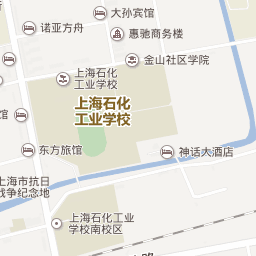 大孙宾馆
诺亚方舟
惠驰商务楼
金山社区学院
上海石化
工业学校
上海石化
工业学校
东方旅馆
神话大酒店
上海市抗日
战争纪念地
上海石化工业
学校南校区
路